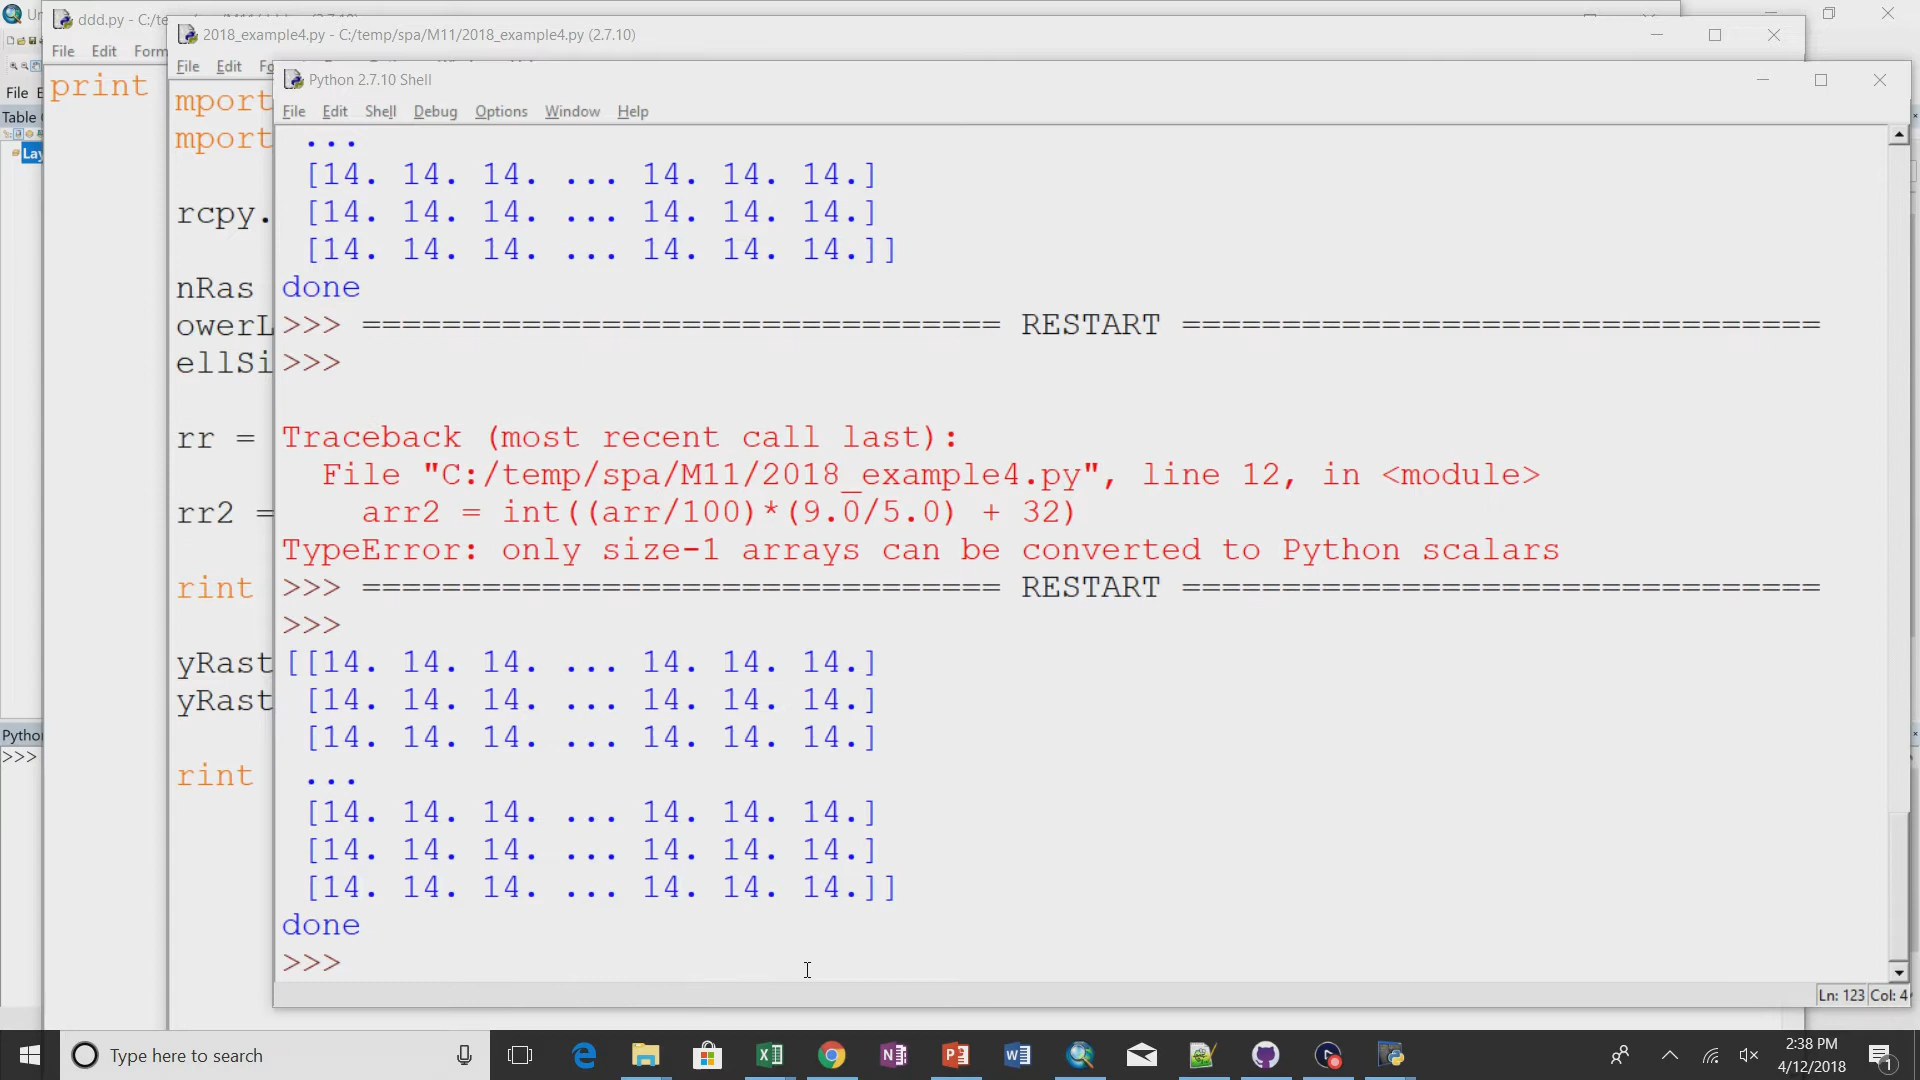 ddd.py - C:/te
2018_example4.py - C:/temp/spa/M11/2018_example4.py (2.7.10)
File Edit Form
File Edit
Python 2.7.10 Shell
File Edit Shell Debug Options Window Help
File
Table
Lay
print
mport
mport
rcpy.
nRas
owerL
ellSi
rr =
rr2 =
rint
yRast
yRast
rint
Python
>>>
...
[14. 14. 14. ... 14. 14. 14.]
[14. 14. 14. ... 14. 14. 14.]
[14. 14. 14. ... 14. 14. 14.]]
done
>>> ================================ RESTART ================================
>>>
Traceback (most recent call last):
File "C:/temp/spa/M11/2018_example4.py", line 12, in <module>
arr2 = int((arr/100)*(9.0/5.0) + 32)
TypeError: only size-1 arrays can be converted to Python scalars
>>> ================================ RESTART ================================
>>>
[[14. 14. 14. ... 14. 14. 14.]
[14. 14. 14. ... 14. 14. 14.]
[14. 14. 14. ... 14. 14. 14.]
...
[14. 14. 14. ... 14. 14. 14.]
[14. 14. 14. ... 14. 14. 14.]
[14. 14. 14. ... 14. 14. 14.]]
done
>>>
Ln: 123 Col: 4
Type here to search
2:38 PM
4/12/2018
1